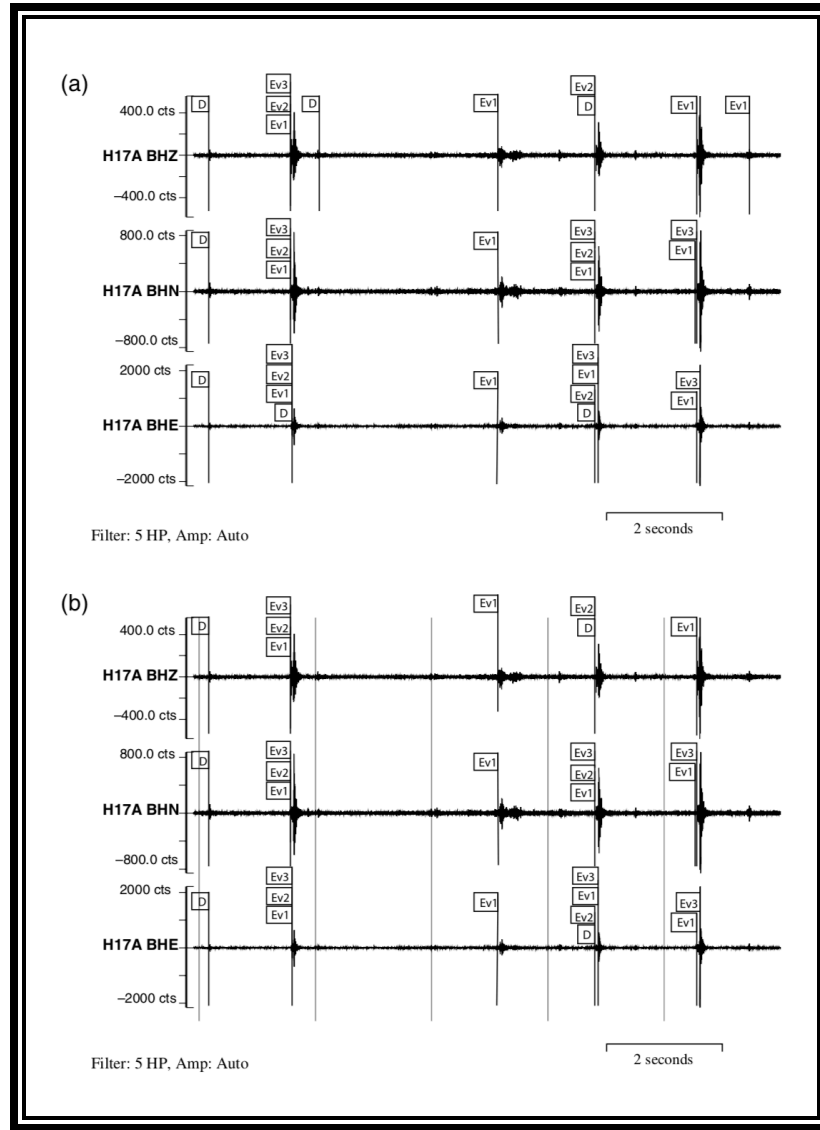 (a)
Ev3
Ev2
D Ev2 D Ev1 D Ev1 Ev1
400.0 cts Ev1
H17A BHZ
−400.0 cts
Ev3 Ev3 Ev3
800.0 cts D Ev2 Ev1 Ev2 Ev1
Ev1 Ev1
H17A BHN
−800.0 cts
Ev3 Ev3
2000 cts D Ev2 Ev1 Ev1 Ev3
Ev1 Ev2 Ev1
D D
H17A BHE
−2000 cts
Filter: 5 HP, Amp: Auto
2 seconds
(b)
Ev3 Ev1 Ev2
400.0 cts D Ev2 D Ev1
Ev1
H17A BHZ
−400.0 cts
800.0 cts Ev3 Ev3 Ev3
D Ev2 Ev1 Ev2 Ev1
Ev1 Ev1
H17A BHN
−800.0 cts
Ev3 Ev3
2000 cts D Ev2 Ev1 Ev1 Ev3
Ev1 Ev2 Ev1
D
H17A BHE
−2000 cts
Filter: 5 HP, Amp: Auto
2 seconds